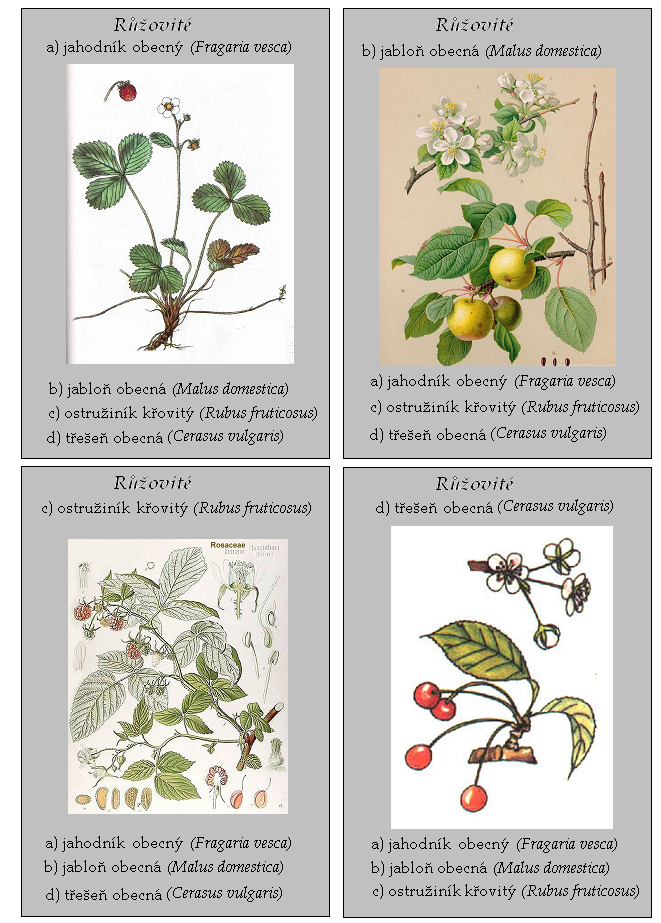 Růžovité
a) jahodník obecný (Fragaria vesca)
b) jabloň obecná (Malus domestica)
c) ostružiník křovitý (Rubus fruticosus)
d) třešeň obecná (Cerasus vulgaris)
Růžovité
b) jabloň obecná (Malus domestica)
a) jahodník obecný (Fragaria vesca)
c) ostružiník křovitý (Rubus fruticosus)
d) třešeň obecná (Cerasus vulgaris)
Růžovité
c) ostružiník křovitý (Rubus fruticosus)
Rosaceae
a) jahodník obecný (Fragaria vesca)
b) jabloň obecná (Malus domestica)
d) třešeň obecná (Cerasus vulgaris)
Růžovité
d) třešeň obecná (Cerasus vulgaris)
a) jahodník obecný (Fragaria vesca)
b) jabloň obecná (Malus domestica)
c) ostružiník křovitý (Rubus fruticosus)